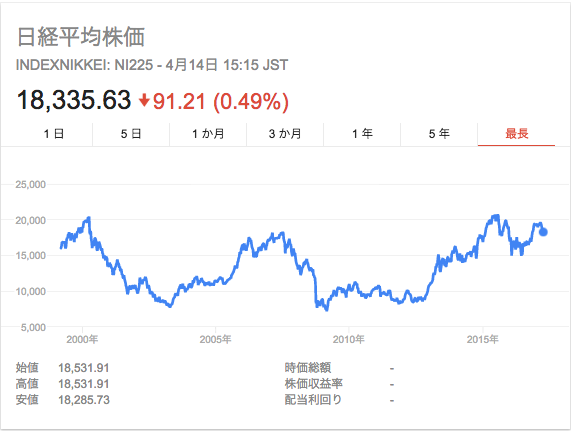 日経平均株価
INDEXNIKKEI: NI225 - 4月14日 15:15 JST
18,335.63 ↓91.21 (0.49%)
1 日 5 日 1 か月 3 か月 1 年 5 年 最長
25,000
20,000
15,000
10,000
5,000
2000年 2005年 2010年 2015年
始値 18,531.91 時価総額 -
高値 18,531.91 株価収益率 -
安値 18,285.73 配当利回り -